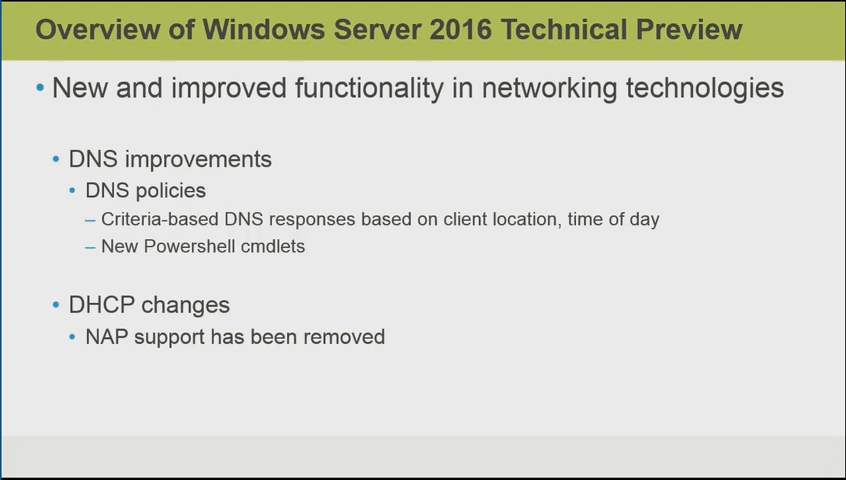 Overview of Windows Server 2016 Technical Preview
• New and improved functionality in networking technologies
• DNS improvements
• DNS policies
– Criteria-based DNS responses based on client location, time of day
– New Powershell cmdlets
• DHCP changes
• NAP support has been removed